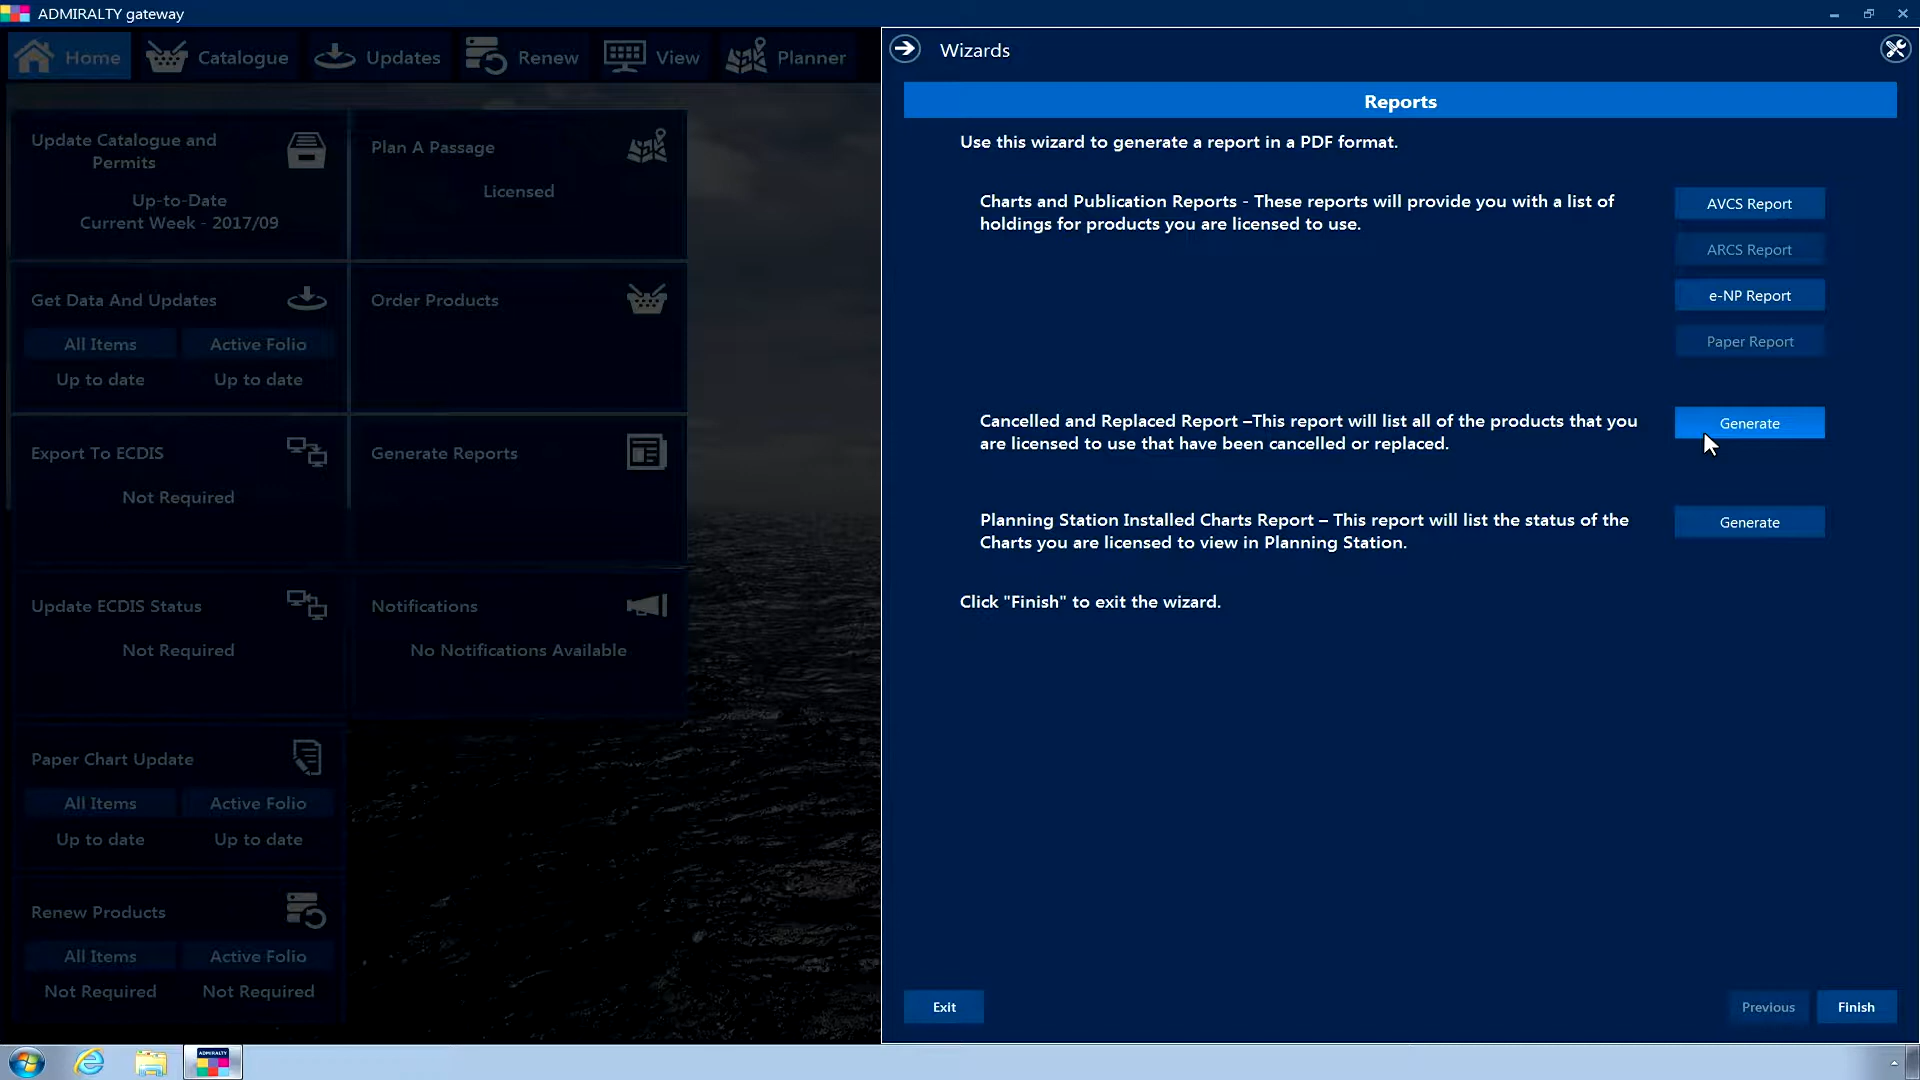 ADMIRALTY gateway
Home
Catalogue
Updates
Renew
View
Planner
Update Catalogue and
Permits
Up-to-Date
Current Week - 2017/09
Plan A Passage
Licensed
Get Data And Updates
All Items
Active Folio
Up to date
Up to date
Order Products
Export To ECDIS
Not Required
Generate Reports
Update ECDIS Status
Not Required
Notifications
No Notifications Available
Paper Chart Update
All Items
Active Folio
Up to date
Up to date
Renew Products
All Items
Active Folio
Not Required
Not Required
Wizards
Reports
Use this wizard to generate a report in a PDF format.
Charts and Publication Reports - These reports will provide you with a list of
holdings for products you are licensed to use.
AVCS Report
ARCS Report
e-NP Report
Paper Report
Cancelled and Replaced Report –This report will list all of the products that you
are licensed to use that have been cancelled or replaced.
Generate
Planning Station Installed Charts Report – This report will list the status of the
Charts you are licensed to view in Planning Station.
Generate
Click "Finish" to exit the wizard.
Exit
Previous
Finish
ADMIRALTY